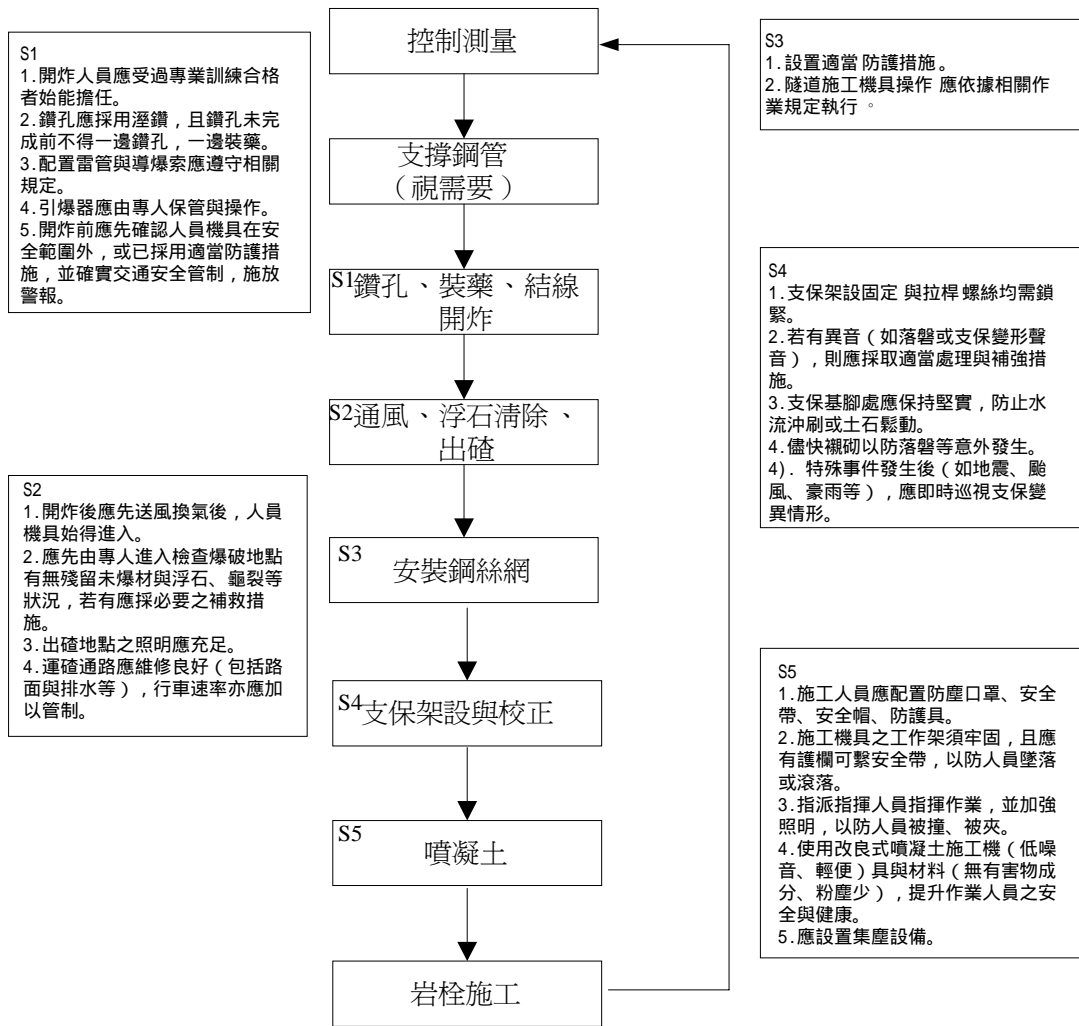 控制測量
支撐鋼管
（視需要）
S1鑽孔、裝藥、結線
開炸
S2通風、浮石清除、
出碴
S3
安裝鋼絲網
S4支保架設與校正
S5
噴凝土
岩栓施工
S1
1.開炸人員應受過專業訓練合格
者始能擔任。
2.鑽孔應採用溼鑽，且鑽孔未完
成前不得一邊鑽孔，一邊裝藥。
3.配置雷管與導爆索應遵守相關
規定。
4.引爆器應由專人保管與操作。
5.開炸前應先確認人員機具在安
全範圍外，或已採用適當防護措
施，並確實交通安全管制，施放
警報。
S2
1.開炸後應先送風換氣後，人員
機具始得進入。
2.應先由專人進入檢查爆破地點
有無殘留未爆材與浮石、龜裂等
狀況，若有應採必要之補救措
施。
3.出碴地點之照明應充足。
4.運碴通路應維修良好（包括路
面與排水等），行車速率亦應加
以管制。
S3
1.設置適當 防護措施。
2.隧道施工機具操作 應依據相關作
業規定執行 。
S4
1.支保架設固定 與拉桿 螺絲均需鎖
緊。
2.若有異音（如落磐或支保變形聲
音），則應採取適當處理與補強措
施。
3.支保基腳處應保持堅實，防止水
流沖刷或土石鬆動。
4.儘快襯砌以防落磐等意外發生。
4). 特殊事件發生後（如地震、颱
風、豪雨等），應即時巡視支保變
異情形。
S5
1.施工人員應配置防塵口罩、安全
帶、安全帽、防護具。
2.施工機具之工作架須牢固，且應
有護欄可繫安全帶，以防人員墜落
或滾落。
3.指派指揮人員指揮作業，並加強
照明，以防人員被撞、被夾。
4.使用改良式噴凝土施工機（低噪
音、輕便）具與材料（無有害物成
分、粉塵少），提升作業人員之安
全與健康。
5.應設置集塵設備。